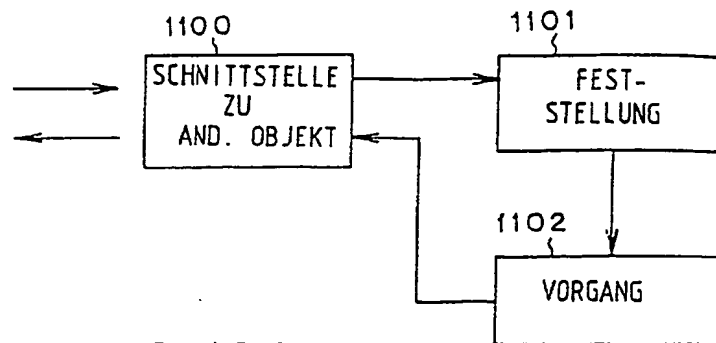 1100
SCHNITTSTELLE
ZU
AND. OBJEKT
1101
FEST-
STELLUNG
1102
VORGANG